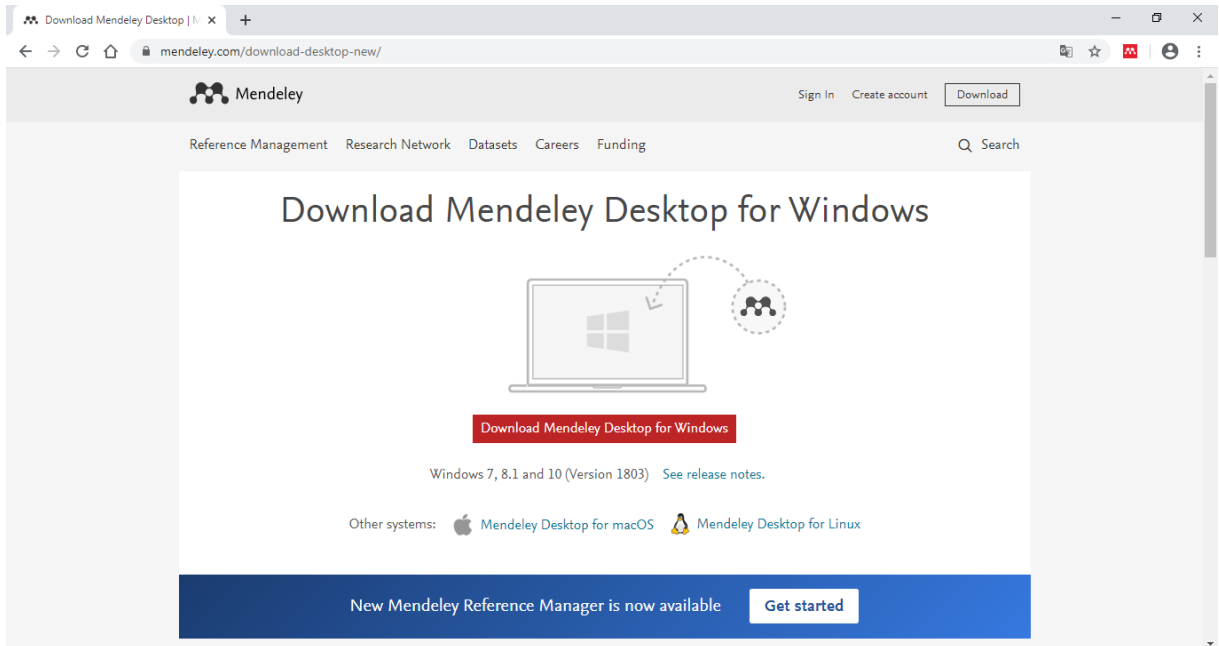 Download Mendeley Desktop | M
mendeley.com/download-desktop-new/
Mendeley
Sign In Create account Download
Reference Management Research Network Datasets Careers Funding Search
Download Mendeley Desktop for Windows
Download Mendeley Desktop for Windows
Windows 7, 8.1 and 10 (Version 1803) See release notes.
Other systems: Mendeley Desktop for macOS Mendeley Desktop for Linux
New Mendeley Reference Manager is now available Get started